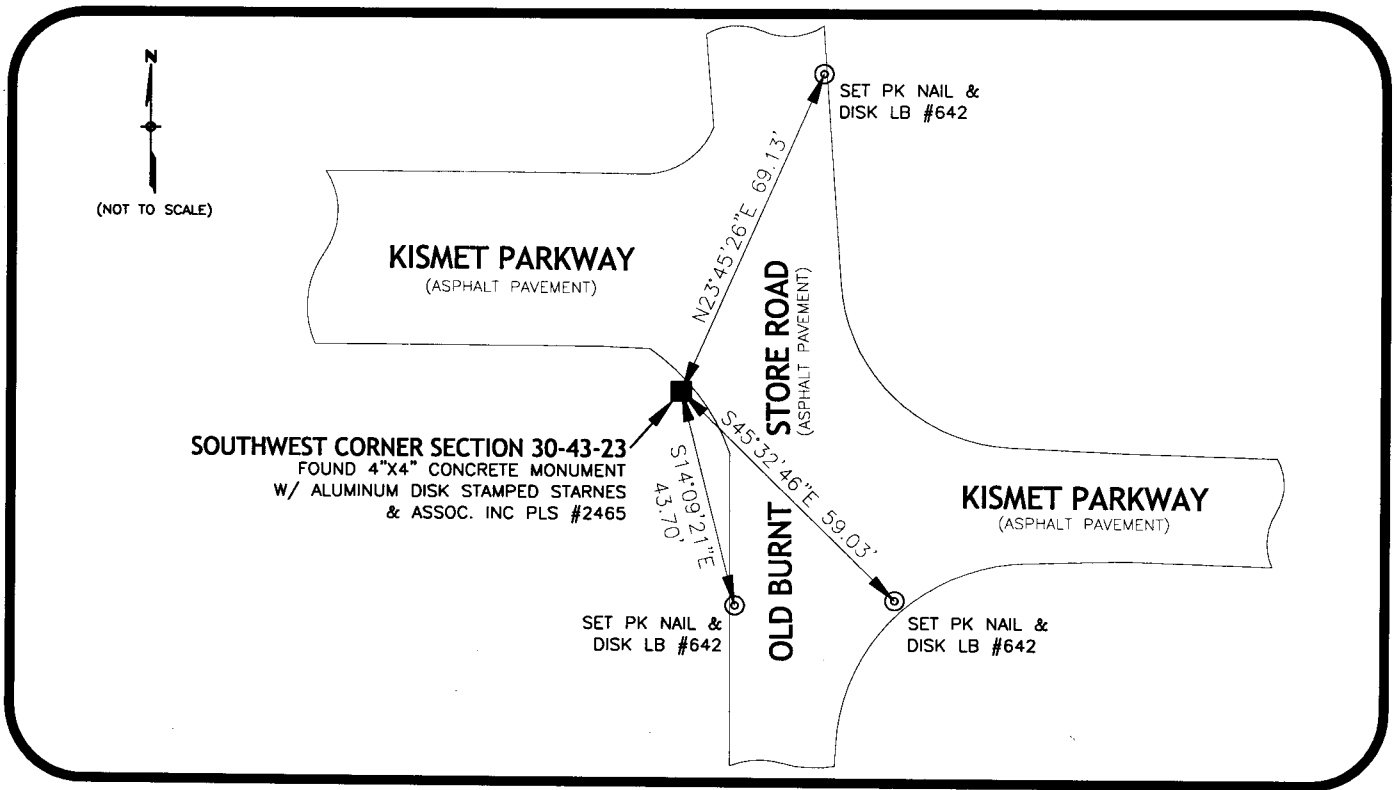 N
(NOT TO SCALE)
SET PK NAIL &
DISK LB #642
N23°45'26"E 69.13'
KISMET PARKWAY
(ASPHALT PAVEMENT)
OLD BURNT STORE ROAD
(ASPHALT PAVEMENT)
SOUTHWEST CORNER SECTION 30-43-23
FOUND 4"X4" CONCRETE MONUMENT
W/ ALUMINUM DISK STAMPED STARNES
& ASSOC. INC PLS #2465
S14°09'21"E
43.70'
S45°32'46"E 59.03'
KISMET PARKWAY
(ASPHALT PAVEMENT)
SET PK NAIL &
DISK LB #642
SET PK NAIL &
DISK LB #642